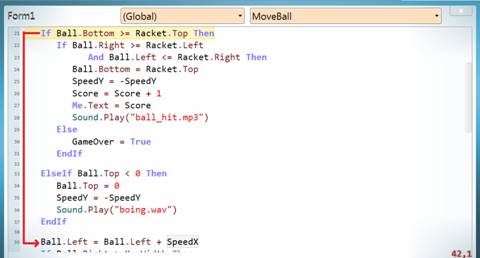 Form1 (Global) MoveBall
21 If Ball.Bottom >= Racket.Top Then
If Ball.Right >= Racket.Left
And Ball.Left <= Racket.Right Then
Ball.Bottom = Racket.Top
SpeedY = -SpeedY
Score = Score + 1
Me.Text = Score
Sound.Play("ball_hit.mp3")
Else
GameOver = True
EndIf
ElseIf Ball.Top < 0 Then
Ball.Top = 0
SpeedY = -SpeedY
Sound.Play("boing.wav")
EndIf
Ball.Left = Ball.Left + SpeedX
42,1